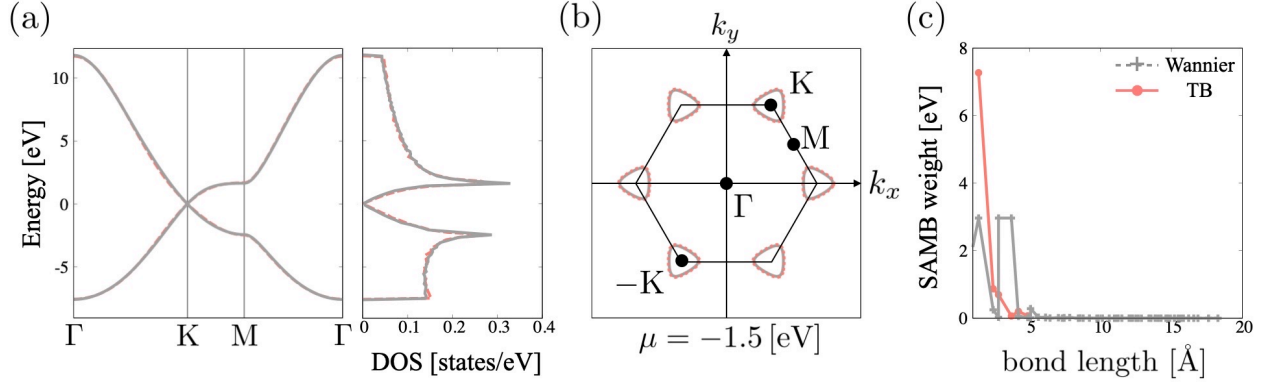 (a)
Energy [eV]
10
5
0
-5
Γ
K
M
Γ
0
0.1
0.2
0.3
0.4
DOS [states/eV]
(b)
k_y
K
M
k_x
Γ
−K
μ = −1.5 [eV]
(c)
SAMB weight [eV]
8
6
4
2
0
Wannier
TB
5
10
15
20
bond length [Å]